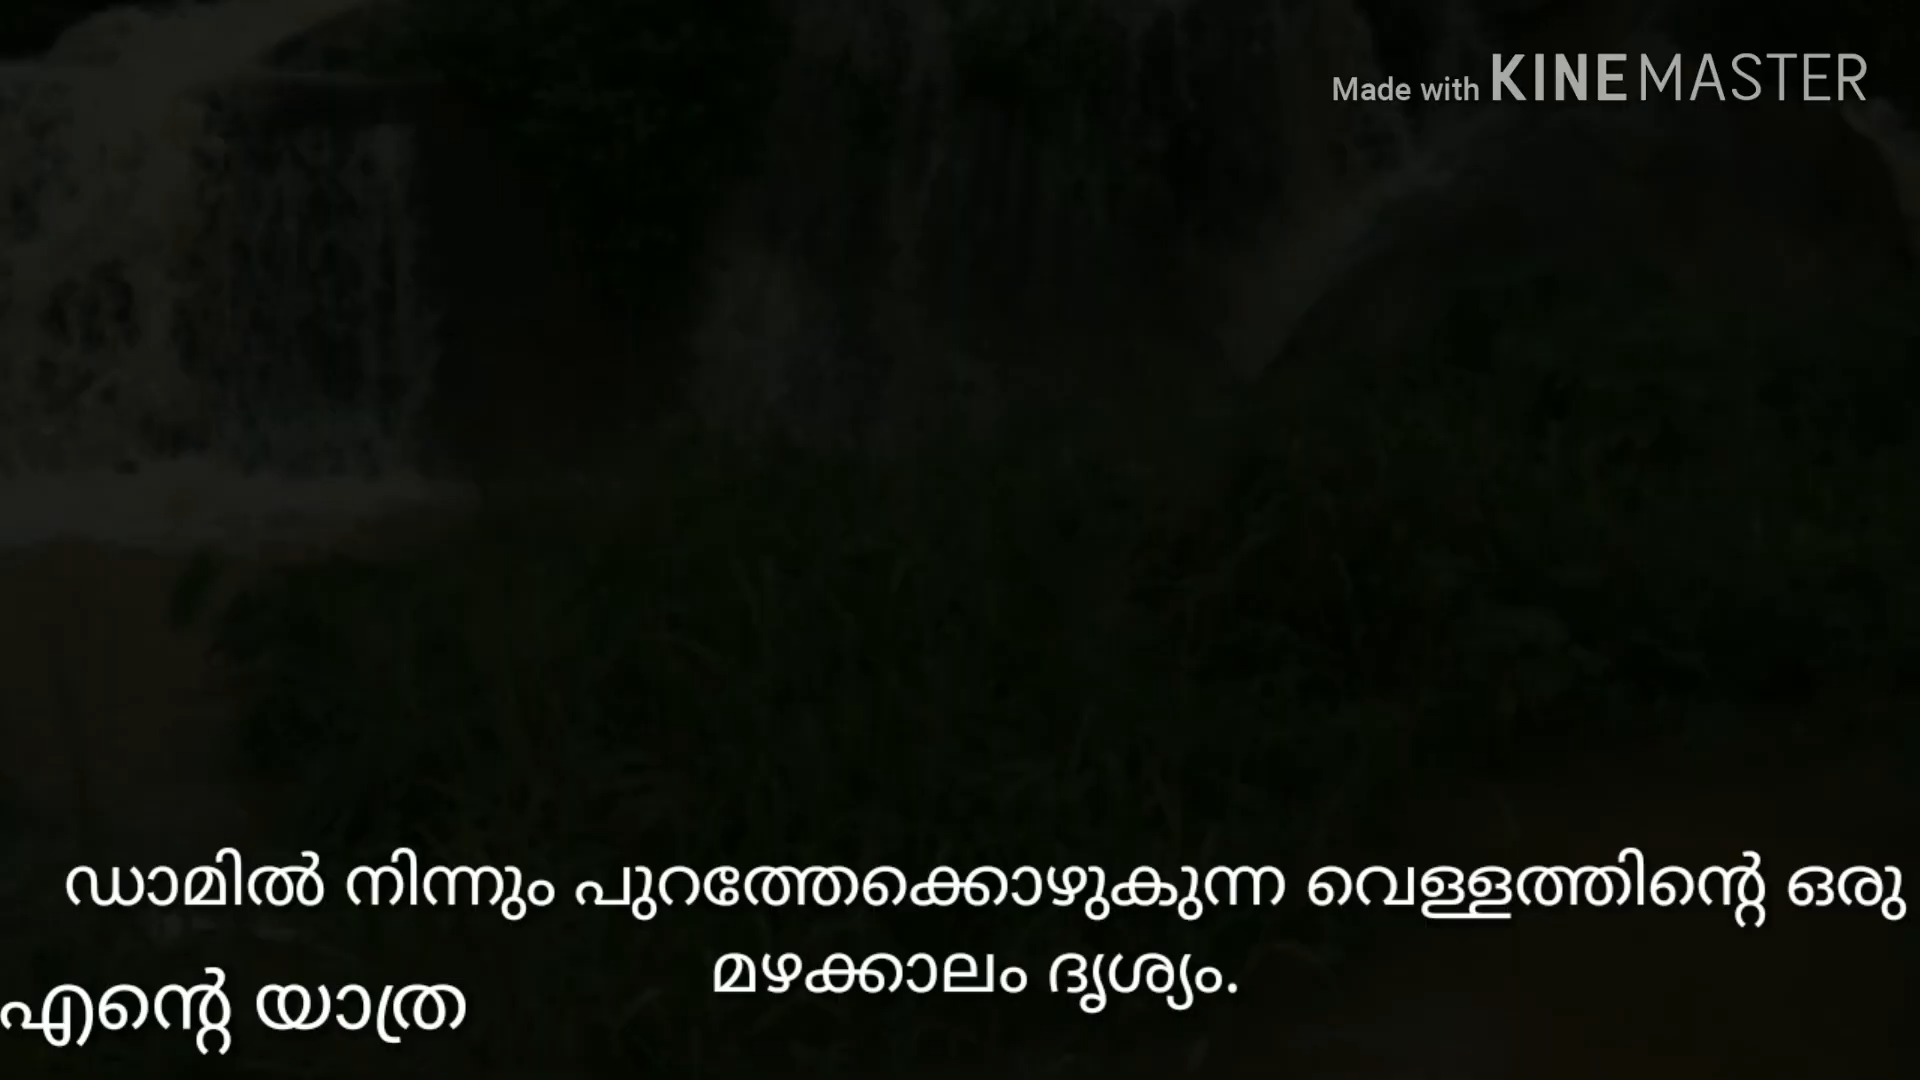 Made with KINEMASTER
ഡാമിൽ നിന്നും പുറത്തേക്കൊഴുകുന്ന വെള്ളത്തിന്റെ ഒരു
മഴക്കാലം ദൃശ്യം.
എന്റെ യാത്ര